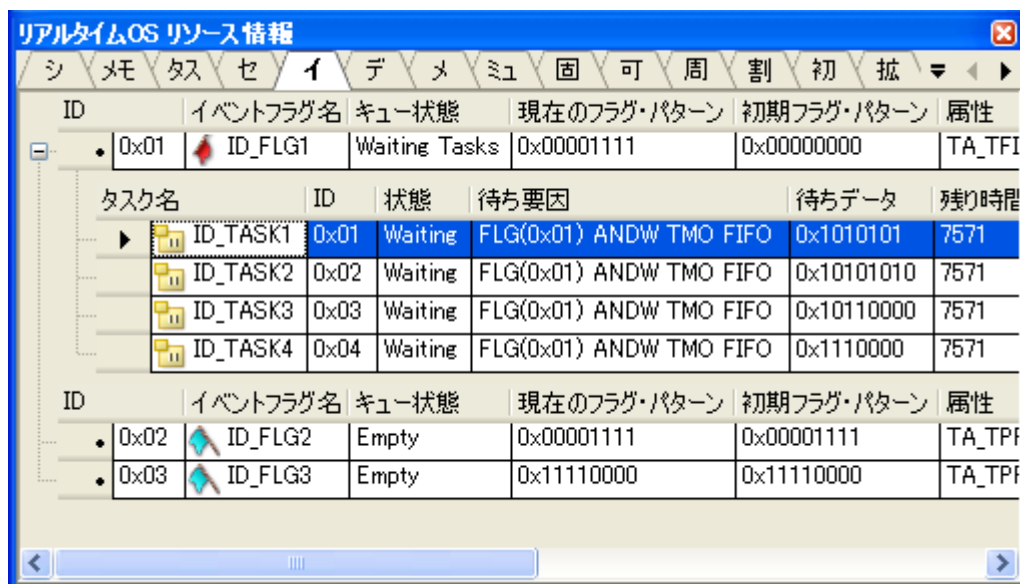 リアルタイムOS リソース情報
シ メモ タス セ イ デ メ ミュ 固 可 周 割 初 拡
ID イベントフラグ名 キュー状態 現在のフラグ・パターン 初期フラグ・パターン 属性
0x01 ID_FLG1 Waiting Tasks 0x00001111 0x00000000 TA_TFI
タスク名 ID 状態 待ち要因 待ちデータ 残り時間
ID_TASK1 0x01 Waiting FLG(0x01) ANDW TMO FIFO 0x1010101 7571
ID_TASK2 0x02 Waiting FLG(0x01) ANDW TMO FIFO 0x10101010 7571
ID_TASK3 0x03 Waiting FLG(0x01) ANDW TMO FIFO 0x10110000 7571
ID_TASK4 0x04 Waiting FLG(0x01) ANDW TMO FIFO 0x1110000 7571
ID イベントフラグ名 キュー状態 現在のフラグ・パターン 初期フラグ・パターン 属性
0x02 ID_FLG2 Empty 0x00001111 0x00001111 TA_TP
0x03 ID_FLG3 Empty 0x11110000 0x11110000 TA_TP